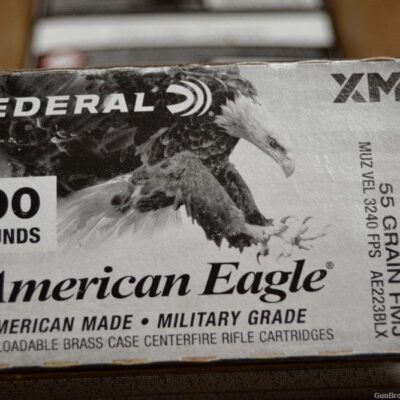 EDERAL
XM
00
UNDS
American Eagle®
MERICAN MADE • MILITARY GRADE
LOADABLE BRASS CASE CENTERFIRE RIFLE CARTRIDGES
55 GRAIN FMJ
MUZ VEL 3240 FPS AE223BLX